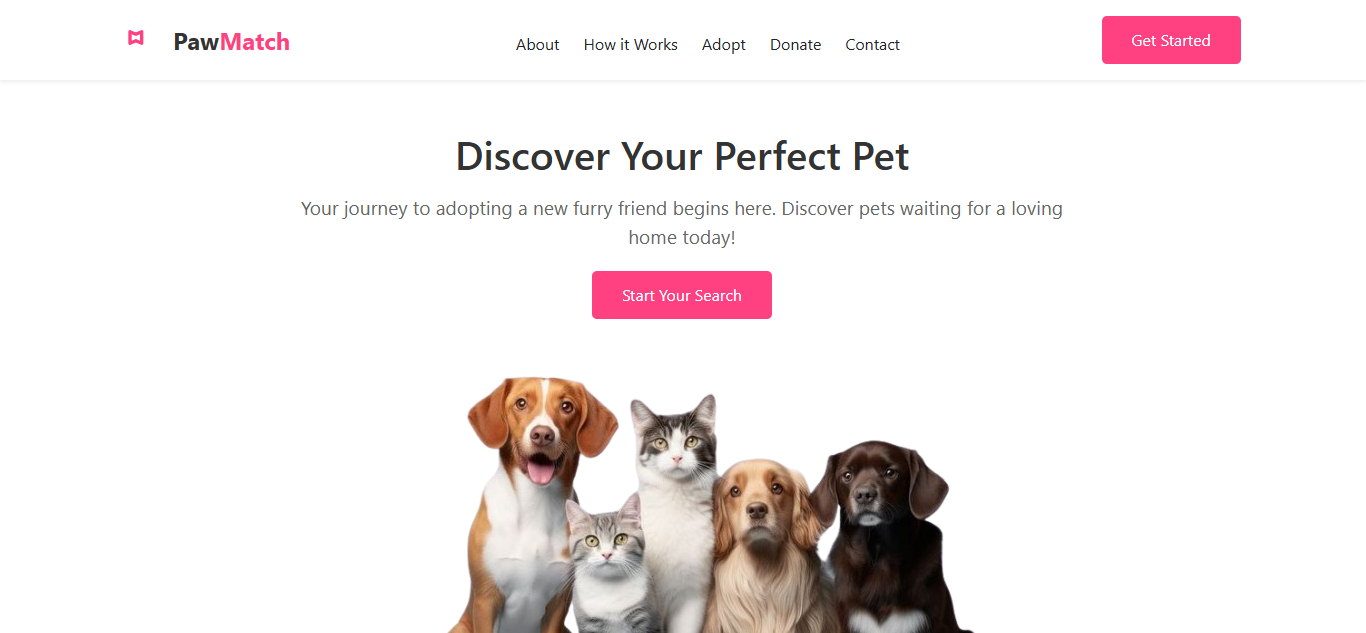 PawMatch
About How it Works Adopt Donate Contact
Get Started
Discover Your Perfect Pet
Your journey to adopting a new furry friend begins here. Discover pets waiting for a loving
home today!
Start Your Search